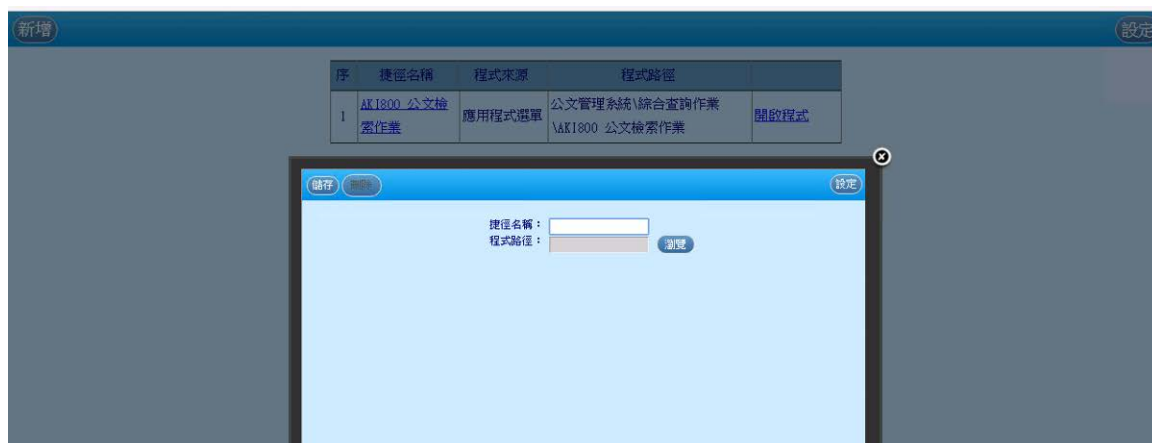 新增
設定
序 捷徑名稱 程式來源 程式路徑
1 AKI800 公文檢索作業 應用程式選單 公文管理系統\綜合查詢作業\AKI800 公文檢索作業 開啟程式
儲存 刪除 設定
捷徑名稱：
程式路徑： 瀏覽